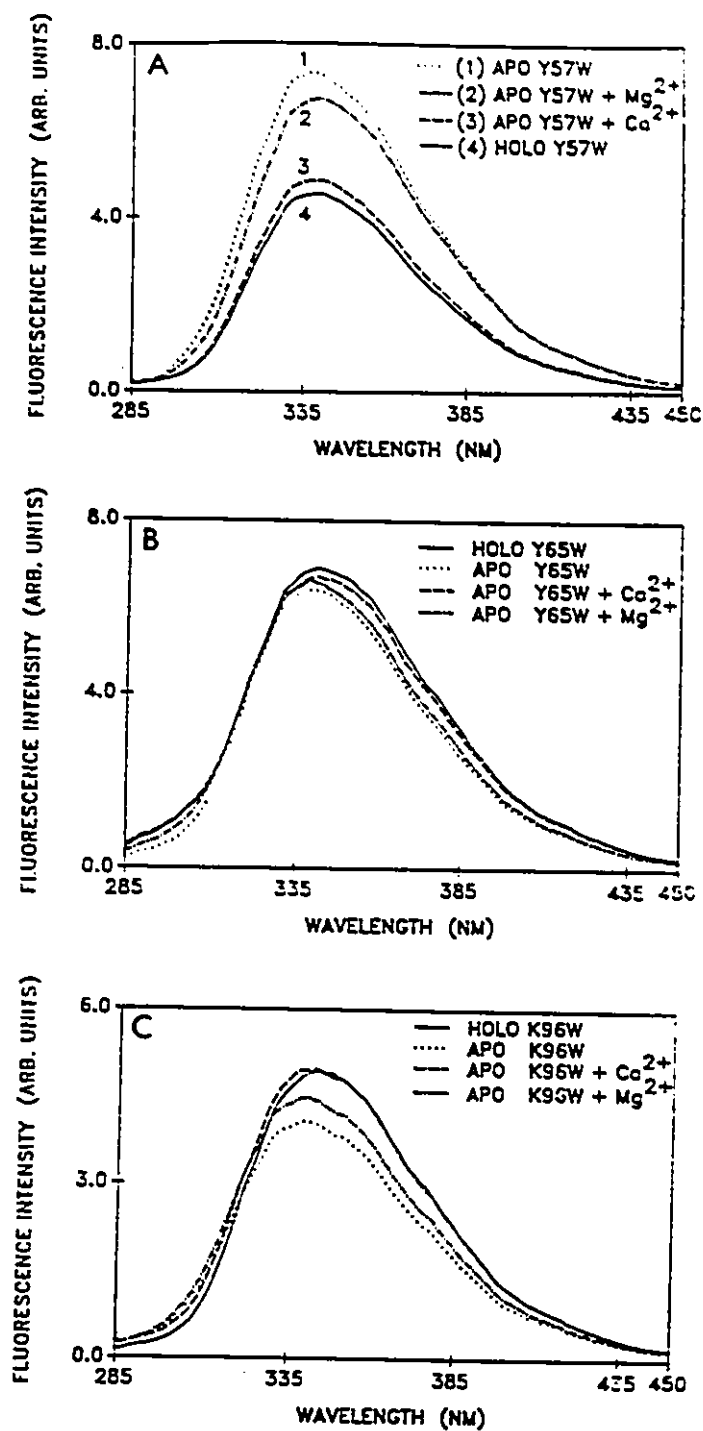 A
8.0
4.0
0.0
FLUORESCENCE INTENSITY (ARB. UNITS)
1
2
3
4
(1) APO Y57W
(2) APO Y57W + Mg2+
(3) APO Y57W + Ca2+
(4) HOLO Y57W
285 335 385 435 450
WAVELENGTH (NM)
B
8.0
4.0
0.0
FLUORESCENCE INTENSITY (ARB. UNITS)
HOLO Y65W
APO Y65W
APO Y65W + Ca2+
APO Y65W + Mg2+
285 335 385 435 450
WAVELENGTH (NM)
C
6.0
3.0
0.0
FLUORESCENCE INTENSITY (ARB. UNITS)
HOLO K96W
APO K96W
APO K96W + Ca2+
APO K96W + Mg2+
285 335 385 435 450
WAVELENGTH (NM)